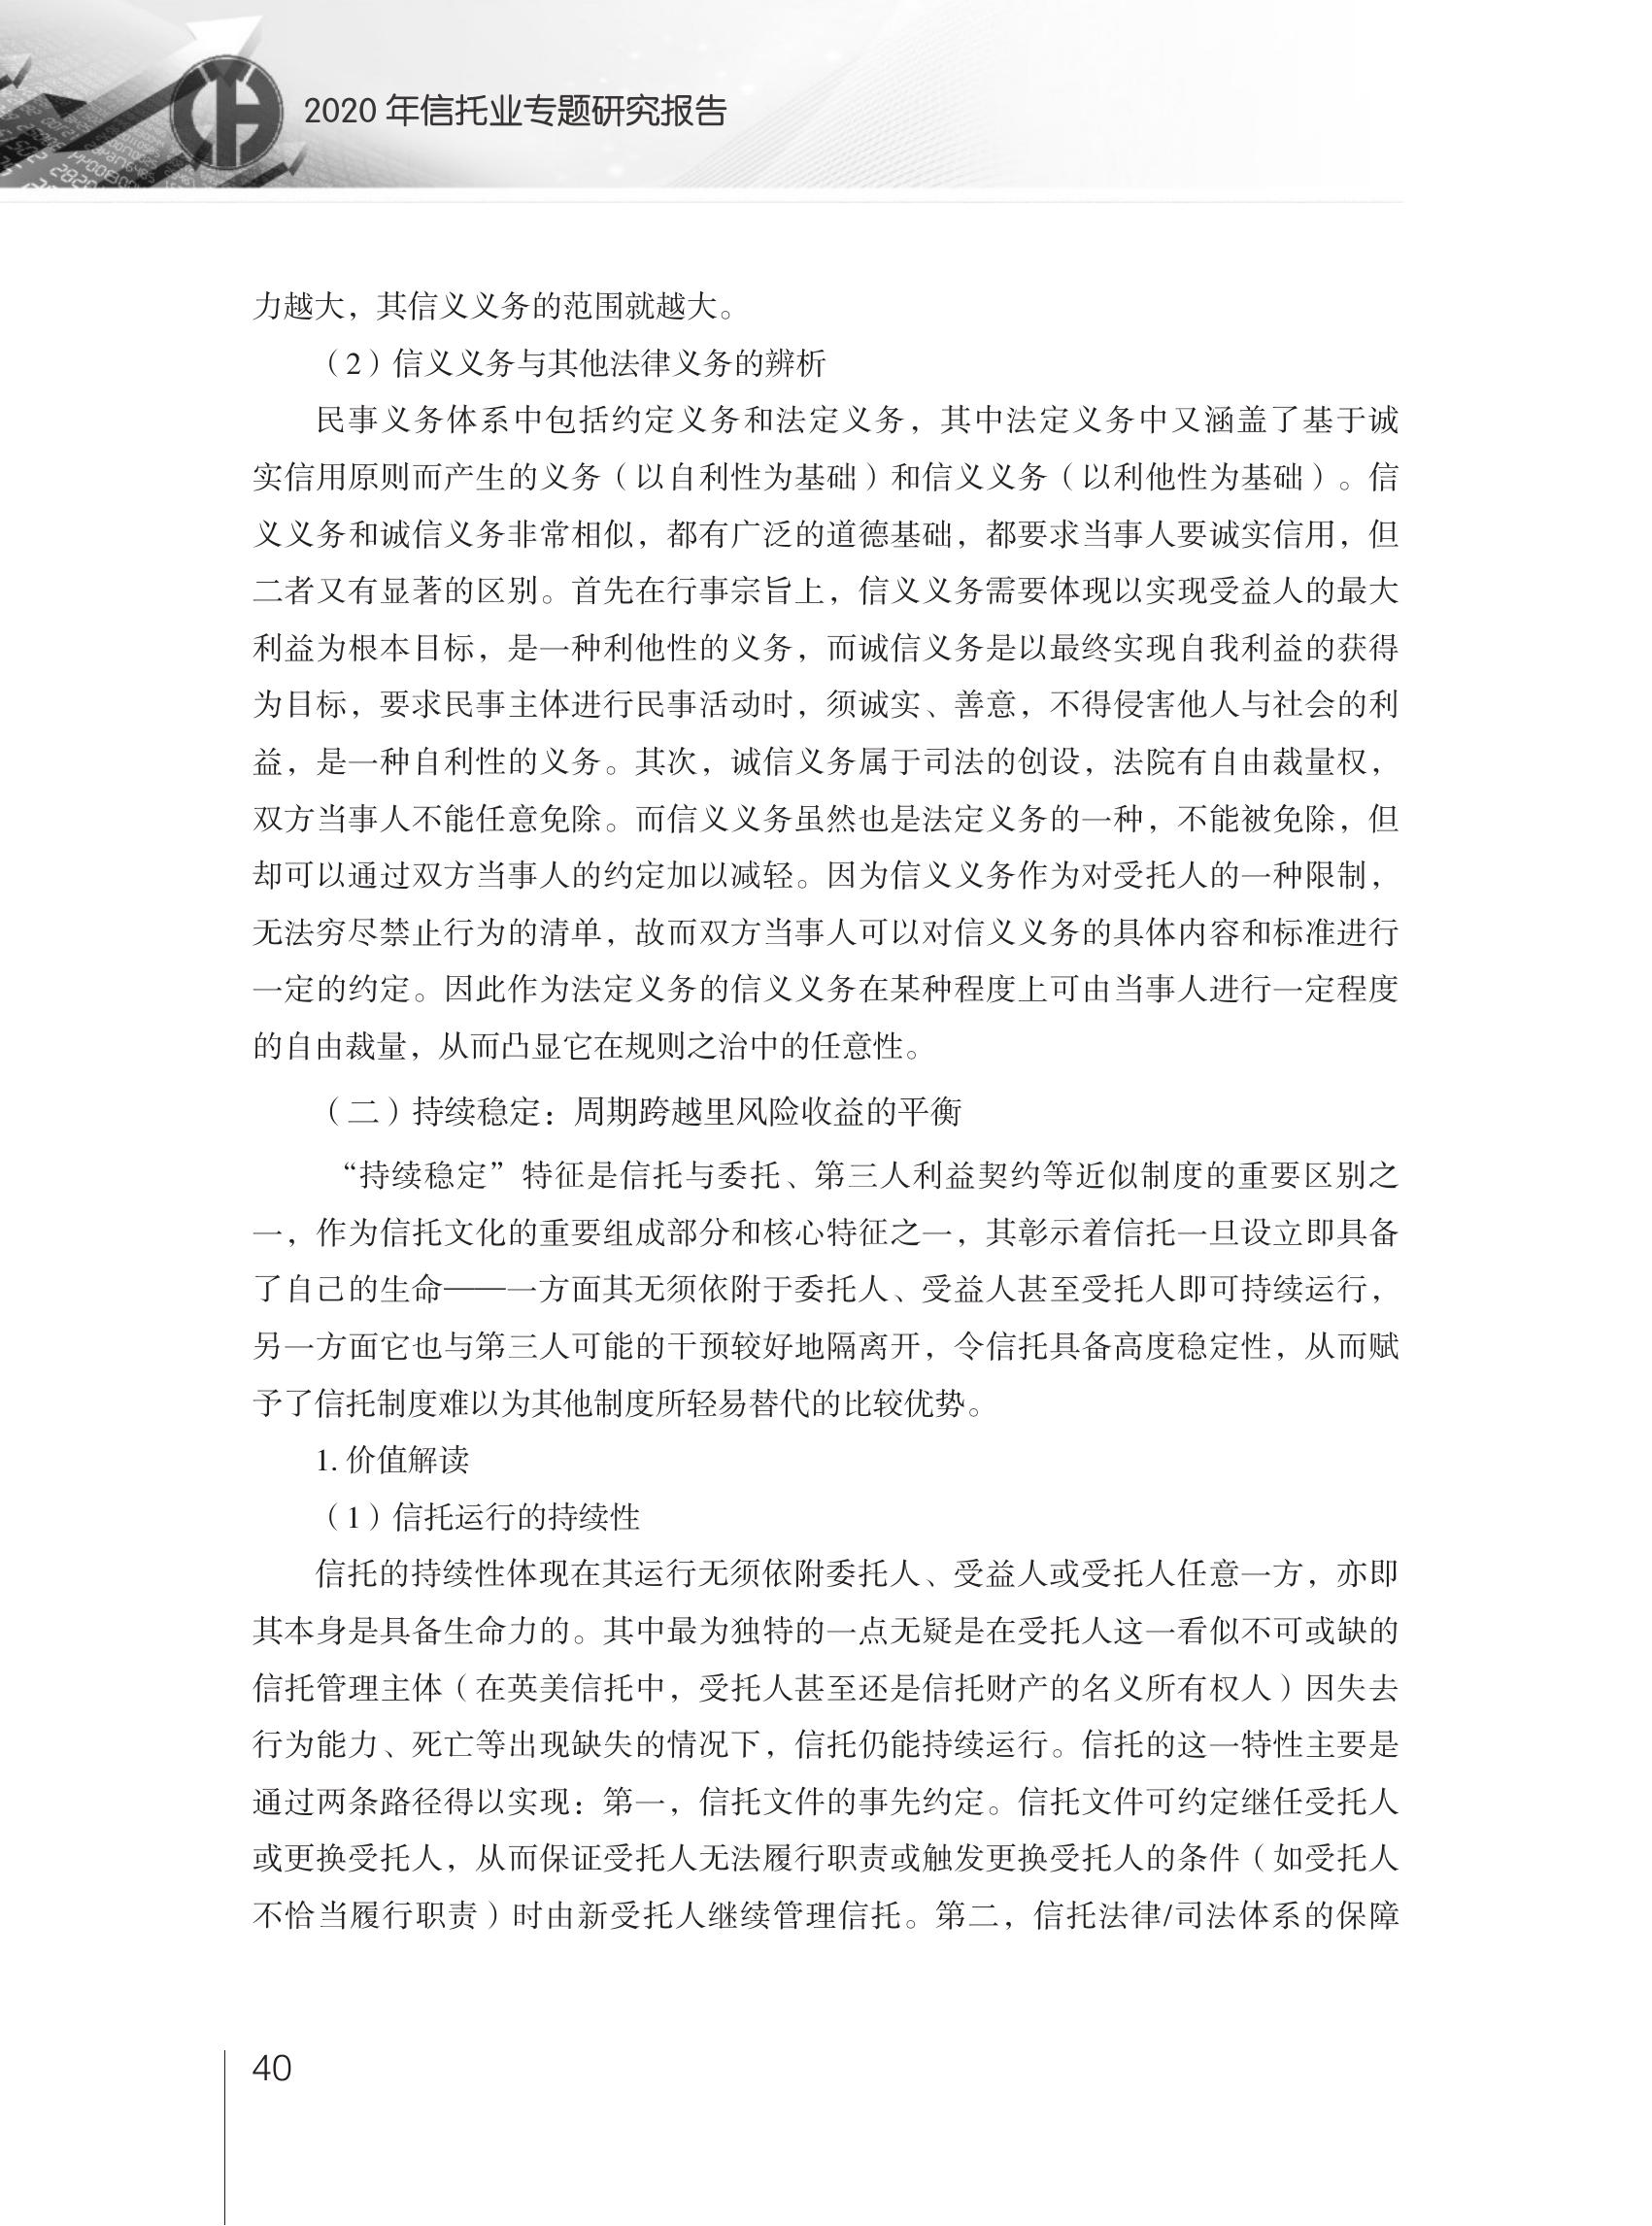 2020 年信托业专题研究报告
力越大，其信义义务的范围就越大。
（2）信义义务与其他法律义务的辨析
民事义务体系中包括约定义务和法定义务，其中法定义务中又涵盖了基于诚
实信用原则而产生的义务（以自利性为基础）和信义义务（以利他性为基础）。信
义义务和诚信义务非常相似，都有广泛的道德基础，都要求当事人要诚实信用，但
二者又有显著的区别。首先在行事宗旨上，信义义务需要体现以实现受益人的最大
利益为根本目标，是一种利他性的义务，而诚信义务是以最终实现自我利益的获得
为目标，要求民事主体进行民事活动时，须诚实、善意，不得侵害他人与社会的利
益，是一种自利性的义务。其次，诚信义务属于司法的创设，法院有自由裁量权，
双方当事人不能任意免除。而信义义务虽然也是法定义务的一种，不能被免除，但
却可以通过双方当事人的约定加以减轻。因为信义义务作为对受托人的一种限制，
无法穷尽禁止行为的清单，故而双方当事人可以对信义义务的具体内容和标准进行
一定的约定。因此作为法定义务的信义义务在某种程度上可由当事人进行一定程度
的自由裁量，从而凸显它在规则之治中的任意性。
（二）持续稳定：周期跨越里风险收益的平衡
“持续稳定”特征是信托与委托、第三人利益契约等近似制度的重要区别之
一，作为信托文化的重要组成部分和核心特征之一，其彰示着信托一旦设立即具备
了自己的生命——一方面其无须依附于委托人、受益人甚至受托人即可持续运行，
另一方面它也与第三人可能的干预较好地隔离开，令信托具备高度稳定性，从而赋
予了信托制度难以为其他制度所轻易替代的比较优势。
1. 价值解读
（1）信托运行的持续性
信托的持续性体现在其运行无须依附委托人、受益人或受托人任意一方，亦即
其本身是具备生命力的。其中最为独特的一点无疑是在受托人这一看似不可或缺的
信托管理主体（在英美信托中，受托人甚至还是信托财产的名义所有权人）因失去
行为能力、死亡等出现缺失的情况下，信托仍能持续运行。信托的这一特性主要是
通过两条路径得以实现：第一，信托文件的事先约定。信托文件可约定继任受托人
或更换受托人，从而保证受托人无法履行职责或触发更换受托人的条件（如受托人
不恰当履行职责）时由新受托人继续管理信托。第二，信托法律/司法体系的保障
40